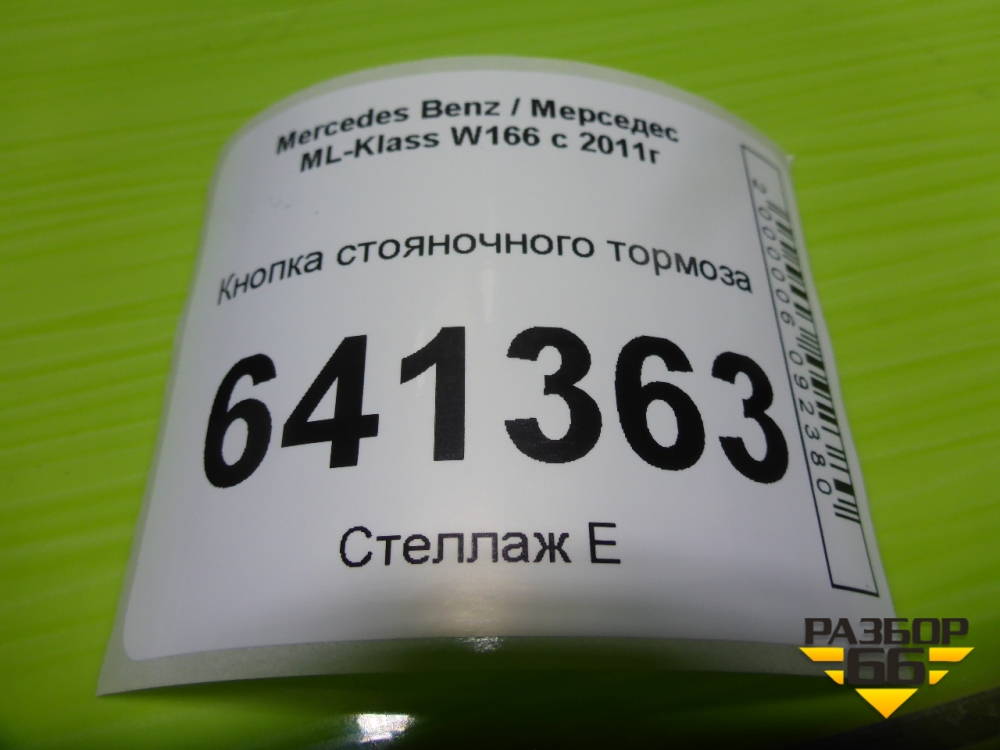 Mercedes Benz / Мерседес
ML-Klass W166 с 2011г
Кнопка стояночного тормоза
641363
Стеллаж Е
2000006092380
РАЗБОР
66